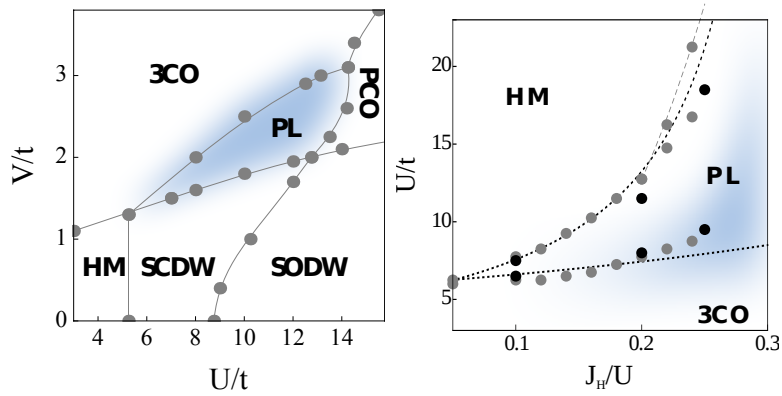 V/t
3
2
1
0
3CO
PL
PCO
HM
SCDW
SODW
4
6
8
10
12
14
U/t
U/t
20
15
10
5
HM
PL
3CO
0.1
0.2
0.3
J_H/U